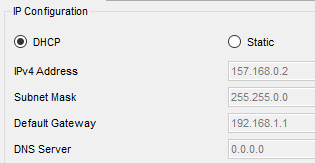 IP Configuration
DHCP Static
IPv4 Address 157.168.0.2
Subnet Mask 255.255.0.0
Default Gateway 192.168.1.1
DNS Server 0.0.0.0